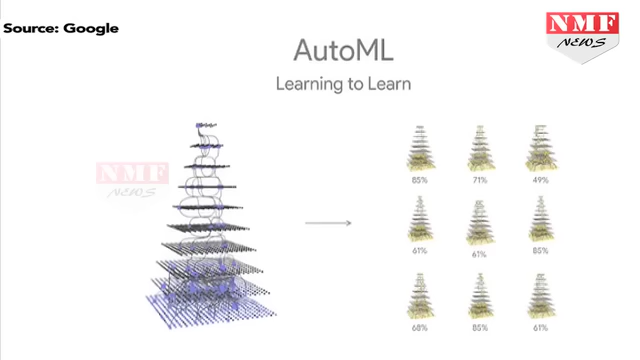 Source: Google
NMF
NEWS
AutoML
Learning to Learn
NMF
NEWS
85% 71% 49%
61% 61% 85%
68% 85% 61%